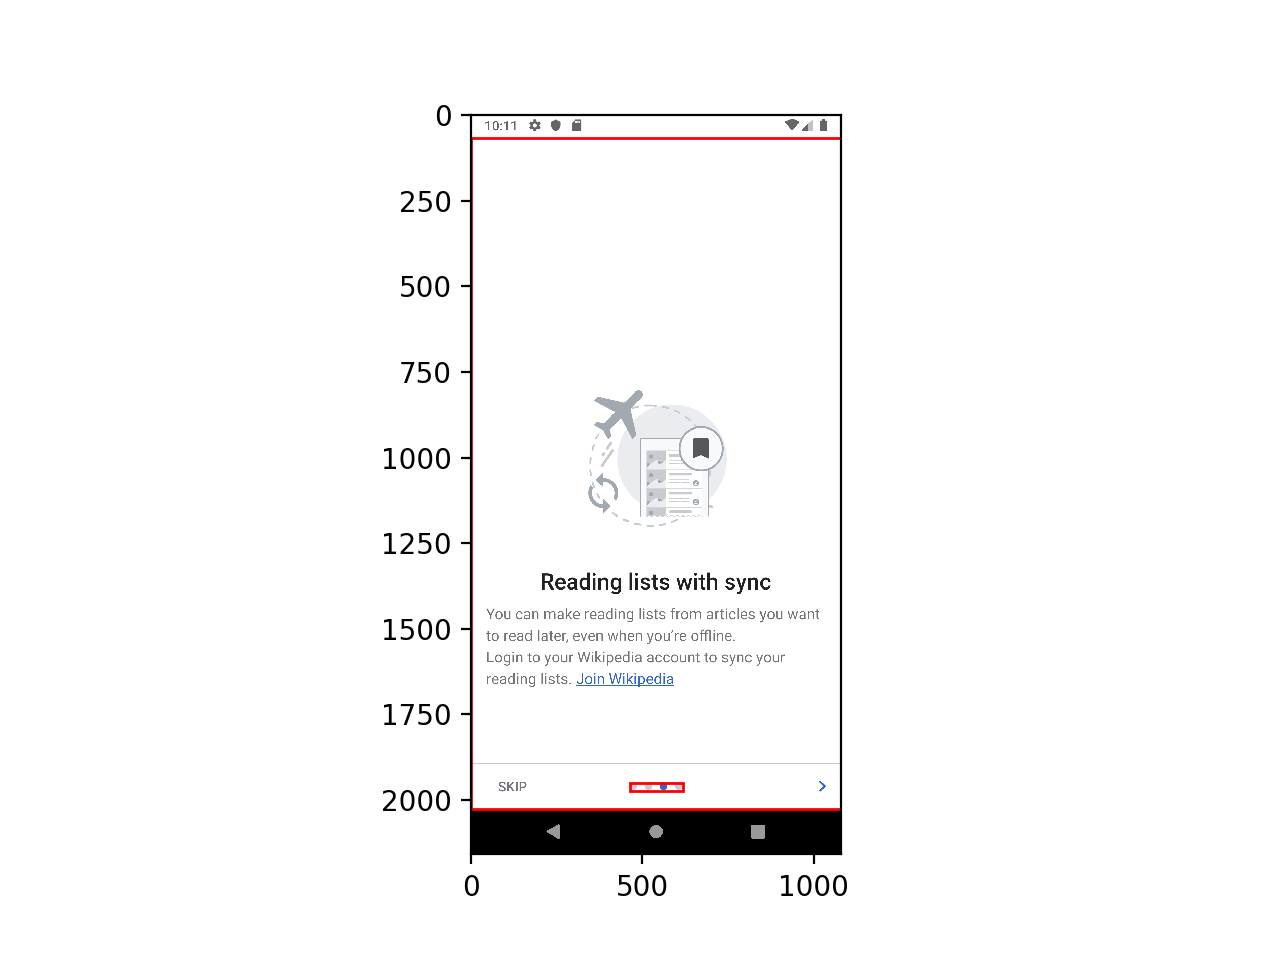 0
10:11
250
500
750
1000
1250
Reading lists with sync
You can make reading lists from articles you want
1500
to read later, even when you're offline.
Login to your Wikipedia account to sync your
reading lists. Join Wikipedia
1750
SKIP
2000
0
500
1000